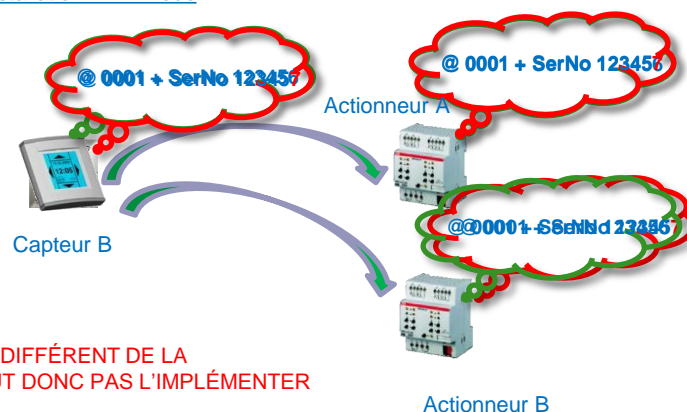 @ 0001 + SerNo 123457
@ 0001 + SerNo 123456
Actionneur A
Capteur B
DIFFÉRENT DE LA
DONC PAS L'IMPLÉMENTER
Actionneur B